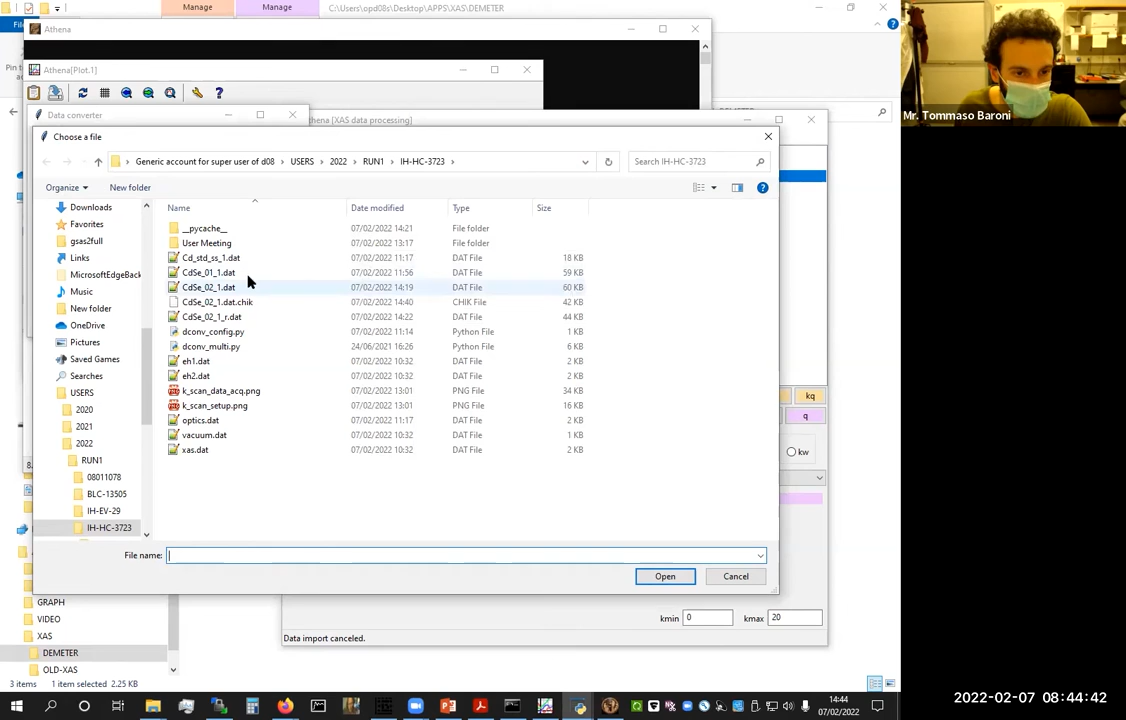 Manage
Manage
C:\Users\opd08s\Desktop\APPS\XAS\DEMETER
Athena
Athena[Plot.1]
Data converter
thena [XAS data processing]
Choose a file
Generic account for super user of d08 > USERS > 2022 > RUN1 > IH-HC-3723 >
Search IH-HC-3723
Organize
New folder
Downloads
Favorites
gsas2full
Links
MicrosoftEdgeBack
Music
New folder
OneDrive
Pictures
Saved Games
Searches
USERS
2020
2021
2022
RUN1
08011078
BLC-13505
IH-EV-29
IH-HC-3723
Name Date modified Type Size
__pycache__ 07/02/2022 14:21 File folder
User Meeting 07/02/2022 13:17 File folder
Cd_std_ss_1.dat 07/02/2022 11:17 DAT File 18 KB
CdSe_01_1.dat 07/02/2022 11:56 DAT File 59 KB
CdSe_02_1.dat 07/02/2022 14:19 DAT File 60 KB
CdSe_02_1.dat.chik 07/02/2022 14:40 CHIK File 42 KB
CdSe_02_1_r.dat 07/02/2022 14:22 DAT File 44 KB
dconv_config.py 07/02/2022 11:14 Python File 1 KB
dconv_multi.py 24/06/2021 16:26 Python File 6 KB
eh1.dat 07/02/2022 10:32 DAT File 2 KB
eh2.dat 07/02/2022 10:32 DAT File 2 KB
k_scan_data_acq.png 07/02/2022 13:01 PNG File 34 KB
k_scan_setup.png 07/02/2022 13:01 PNG File 16 KB
optics.dat 07/02/2022 11:17 DAT File 2 KB
vacuum.dat 07/02/2022 10:32 DAT File 1 KB
xas.dat 07/02/2022 10:32 DAT File 2 KB
File name:
Open
Cancel
kq
q
kw
GRAPH
VIDEO
XAS
DEMETER
OLD-XAS
kmin 0 kmax 20
Data import canceled.
3 items 1 item selected 2.25 KB
14:44
07/02/2022
Mr. Tommaso Baroni
2022-02-07 08:44:42